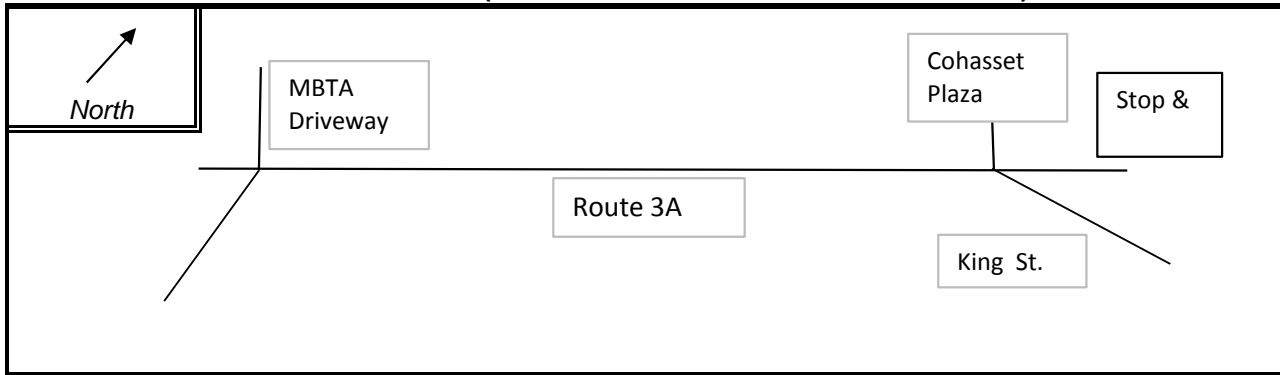 North
MBTA
Driveway
Cohasset
Plaza
Stop &
Route 3A
King St.